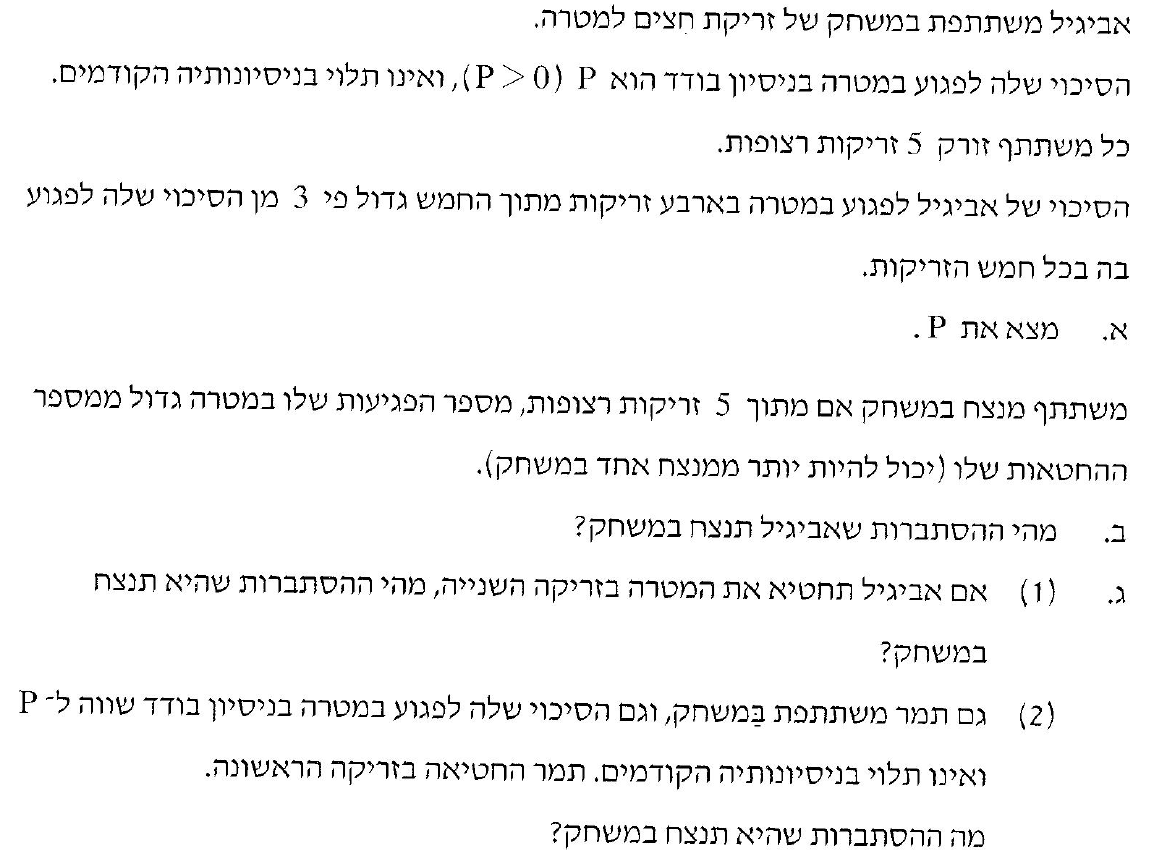 אביגיל משתתפת במשחק של זריקת חִצים למטרה.
הסיכוי שלה לפגוע במטרה בניסיון בודד הוא P (P > 0), ואינו תלוי בניסיונותיה הקודמים.
כל משתתף זורק 5 זריקות רצופות.
הסיכוי של אביגיל לפגוע במטרה בארבע זריקות מתוך החמש גדול פי 3 מן הסיכוי שלה לפגוע
בה בכל חמש הזריקות.
א. מצא את P .
משתתף מנצח במשחק אם מתוך 5 זריקות רצופות, מספר הפגיעות שלו במטרה גדול ממספר
ההחטאות שלו (יכול להיות יותר ממנצח אחד במשחק).
ב. מהי ההסתברות שאביגיל תנצח במשחק?
ג. (1) אם אביגיל תחטיא את המטרה בזריקה השנייה, מהי ההסתברות שהיא תנצח
במשחק?
(2) גם תמר משתתפת בַּמשחק, וגם הסיכוי שלה לפגוע במטרה בניסיון בודד שווה ל־ P
ואינו תלוי בניסיונותיה הקודמים. תמר החטיאה בזריקה הראשונה.
מה ההסתברות שהיא תנצח במשחק?